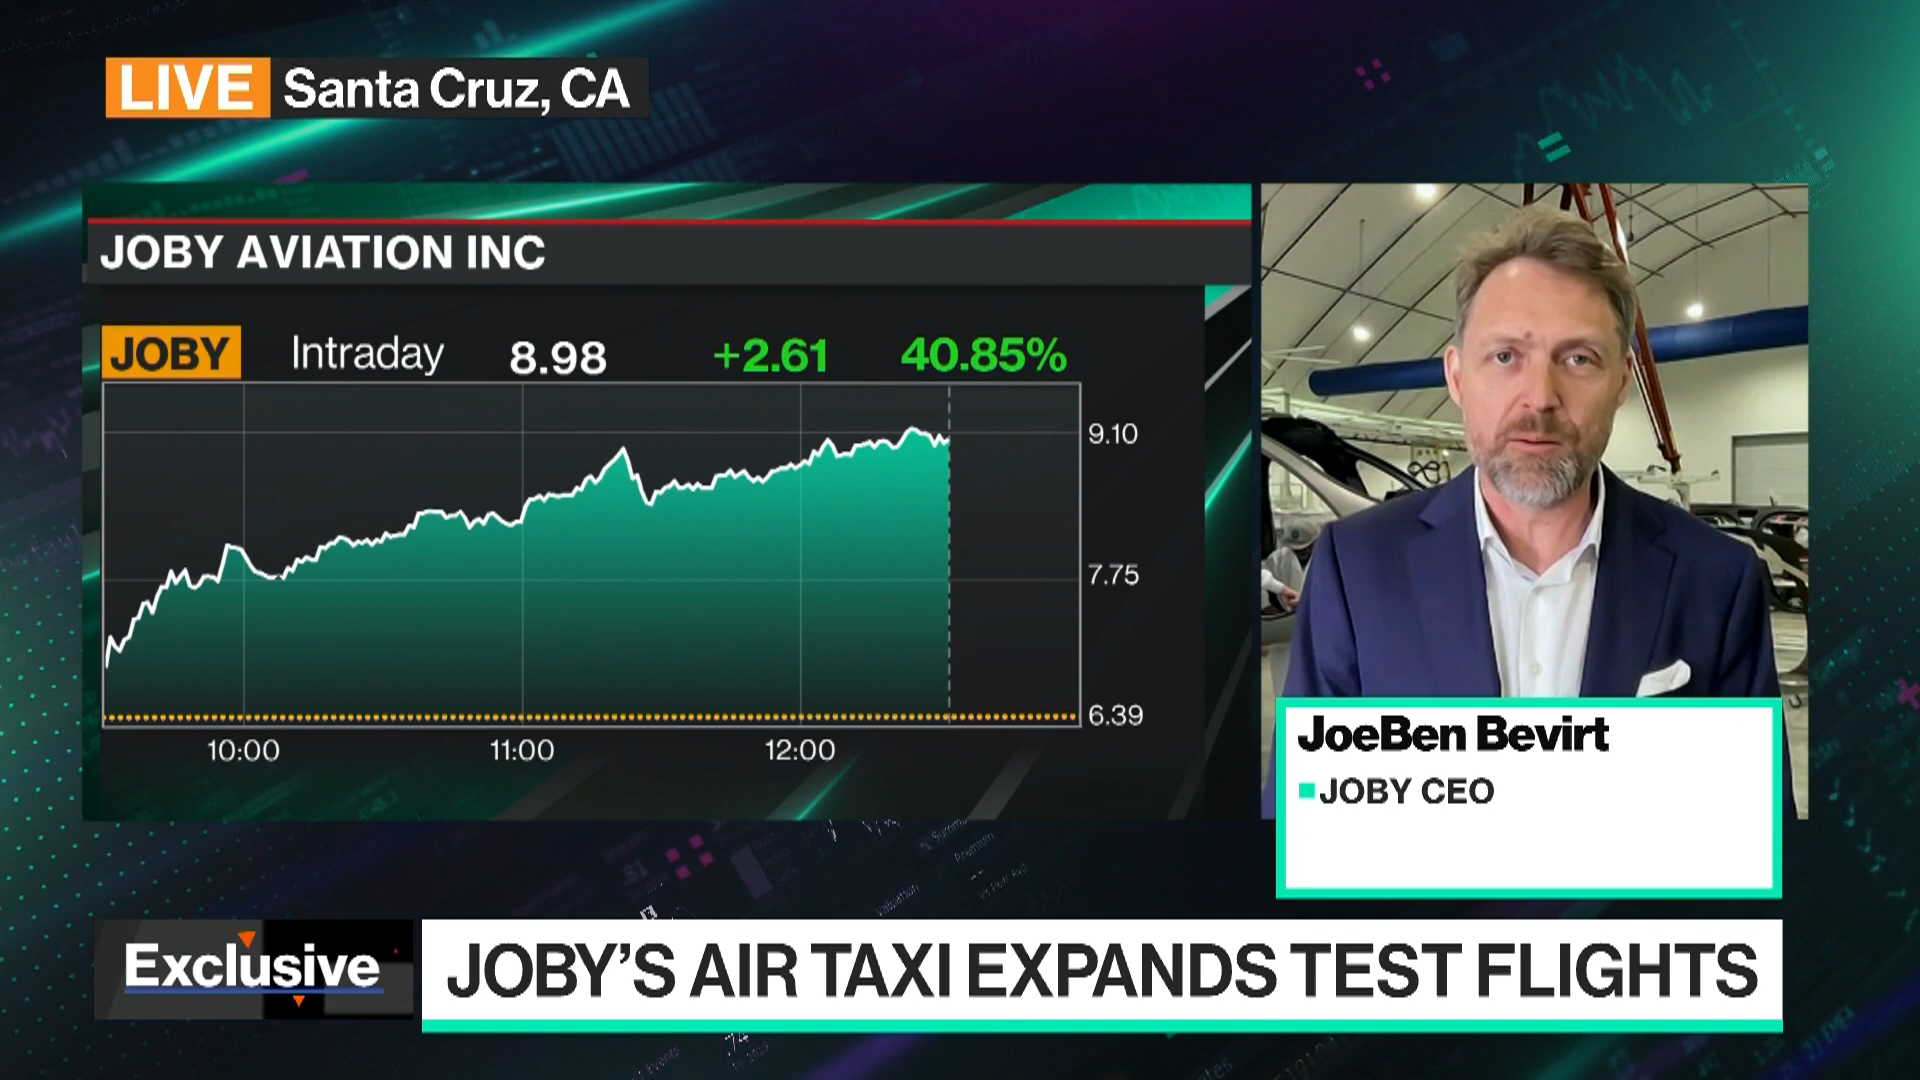 LIVE Santa Cruz, CA
JOBY AVIATION INC
JOBY Intraday 8.98 +2.61 40.85%
9.10
7.75
6.39
10:00 11:00 12:00
JoeBen Bevirt
JOBY CEO
Exclusive
JOBY'S AIR TAXI EXPANDS TEST FLIGHTS
Premium
Valuation